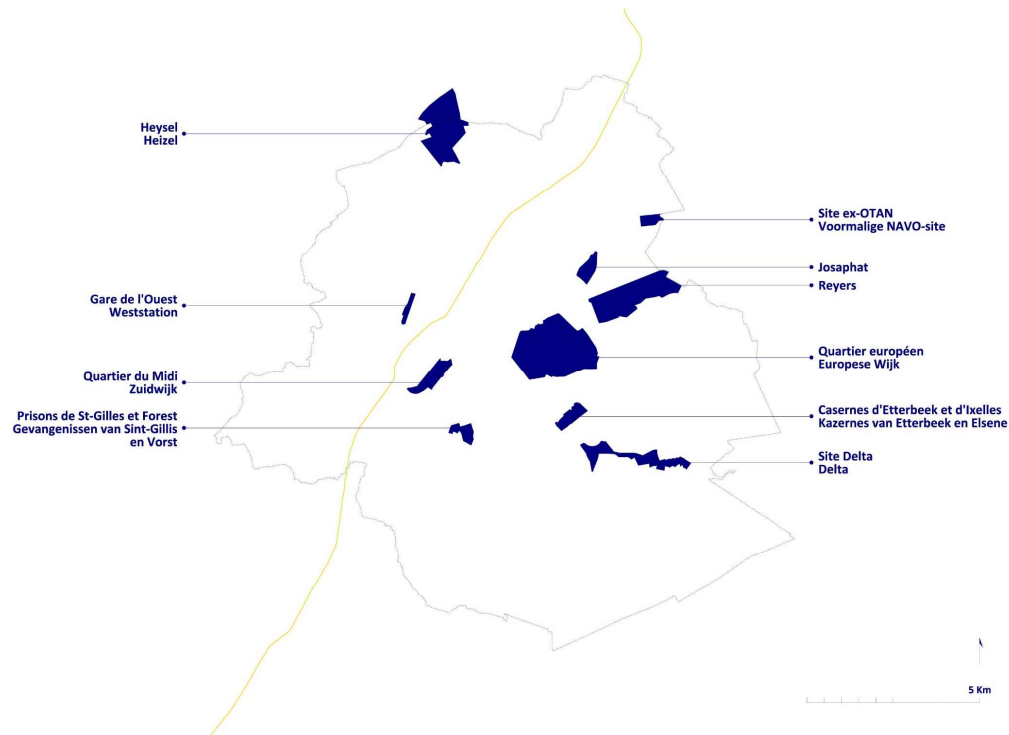 Heysel
Heizel
Gare de l'Ouest
Weststation
Quartier du Midi
Zuidwijk
Prisons de St-Gilles et Forest
Gevangenissen van Sint-Gillis
en Vorst
Site ex-OTAN
Voormalige NAVO-site
Josaphat
Reyers
Quartier européen
Europese Wijk
Casernes d'Etterbeek et d'Ixelles
Kazernes van Etterbeek en Elsene
Site Delta
Delta
5 Km